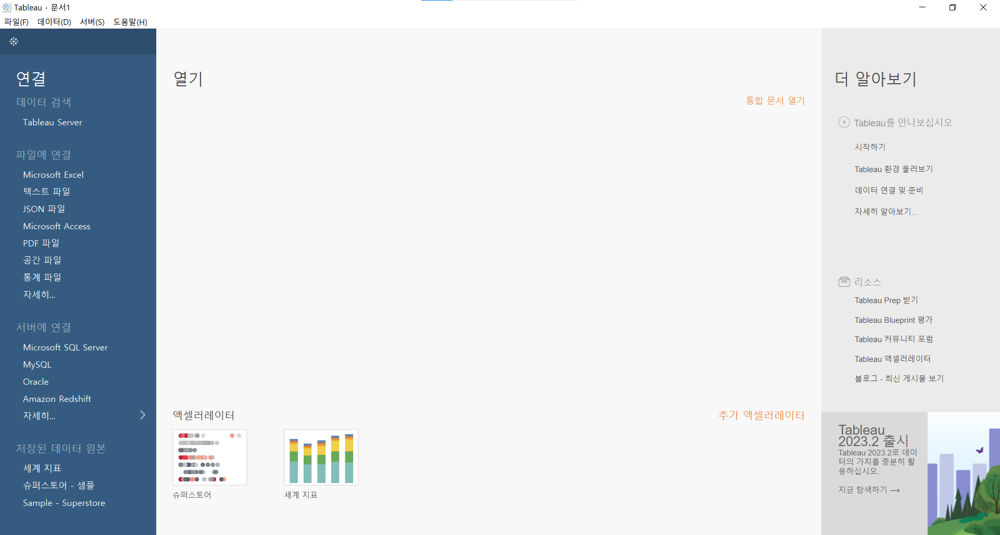 Tableau - 문서1
파일(F) 데이터(D) 서버(S) 도움말(H)
연결
데이터 검색
Tableau Server
파일에 연결
Microsoft Excel
텍스트 파일
JSON 파일
Microsoft Access
PDF 파일
공간 파일
통계 파일
자세히...
서버에 연결
Microsoft SQL Server
MySQL
Oracle
Amazon Redshift
자세히...
저장된 데이터 원본
세계 지표
슈퍼스토어 - 샘플
Sample - Superstore
열기
통합 문서 열기
액셀러레이터
추가 액셀러레이터
슈퍼스토어
세계 지표
더 알아보기
Tableau를 만나보십시오
시작하기
Tableau 환경 둘러보기
데이터 연결 및 준비
자세히 알아보기...
리소스
Tableau Prep 받기
Tableau Blueprint 평가
Tableau 커뮤니티 포럼
Tableau 액셀러레이터
블로그 - 최신 게시물 보기
Tableau
2023.2 출시
Tableau 2023.2로 데이
터의 가치를 충분히 활
용하십시오.
지금 탐색하기 →